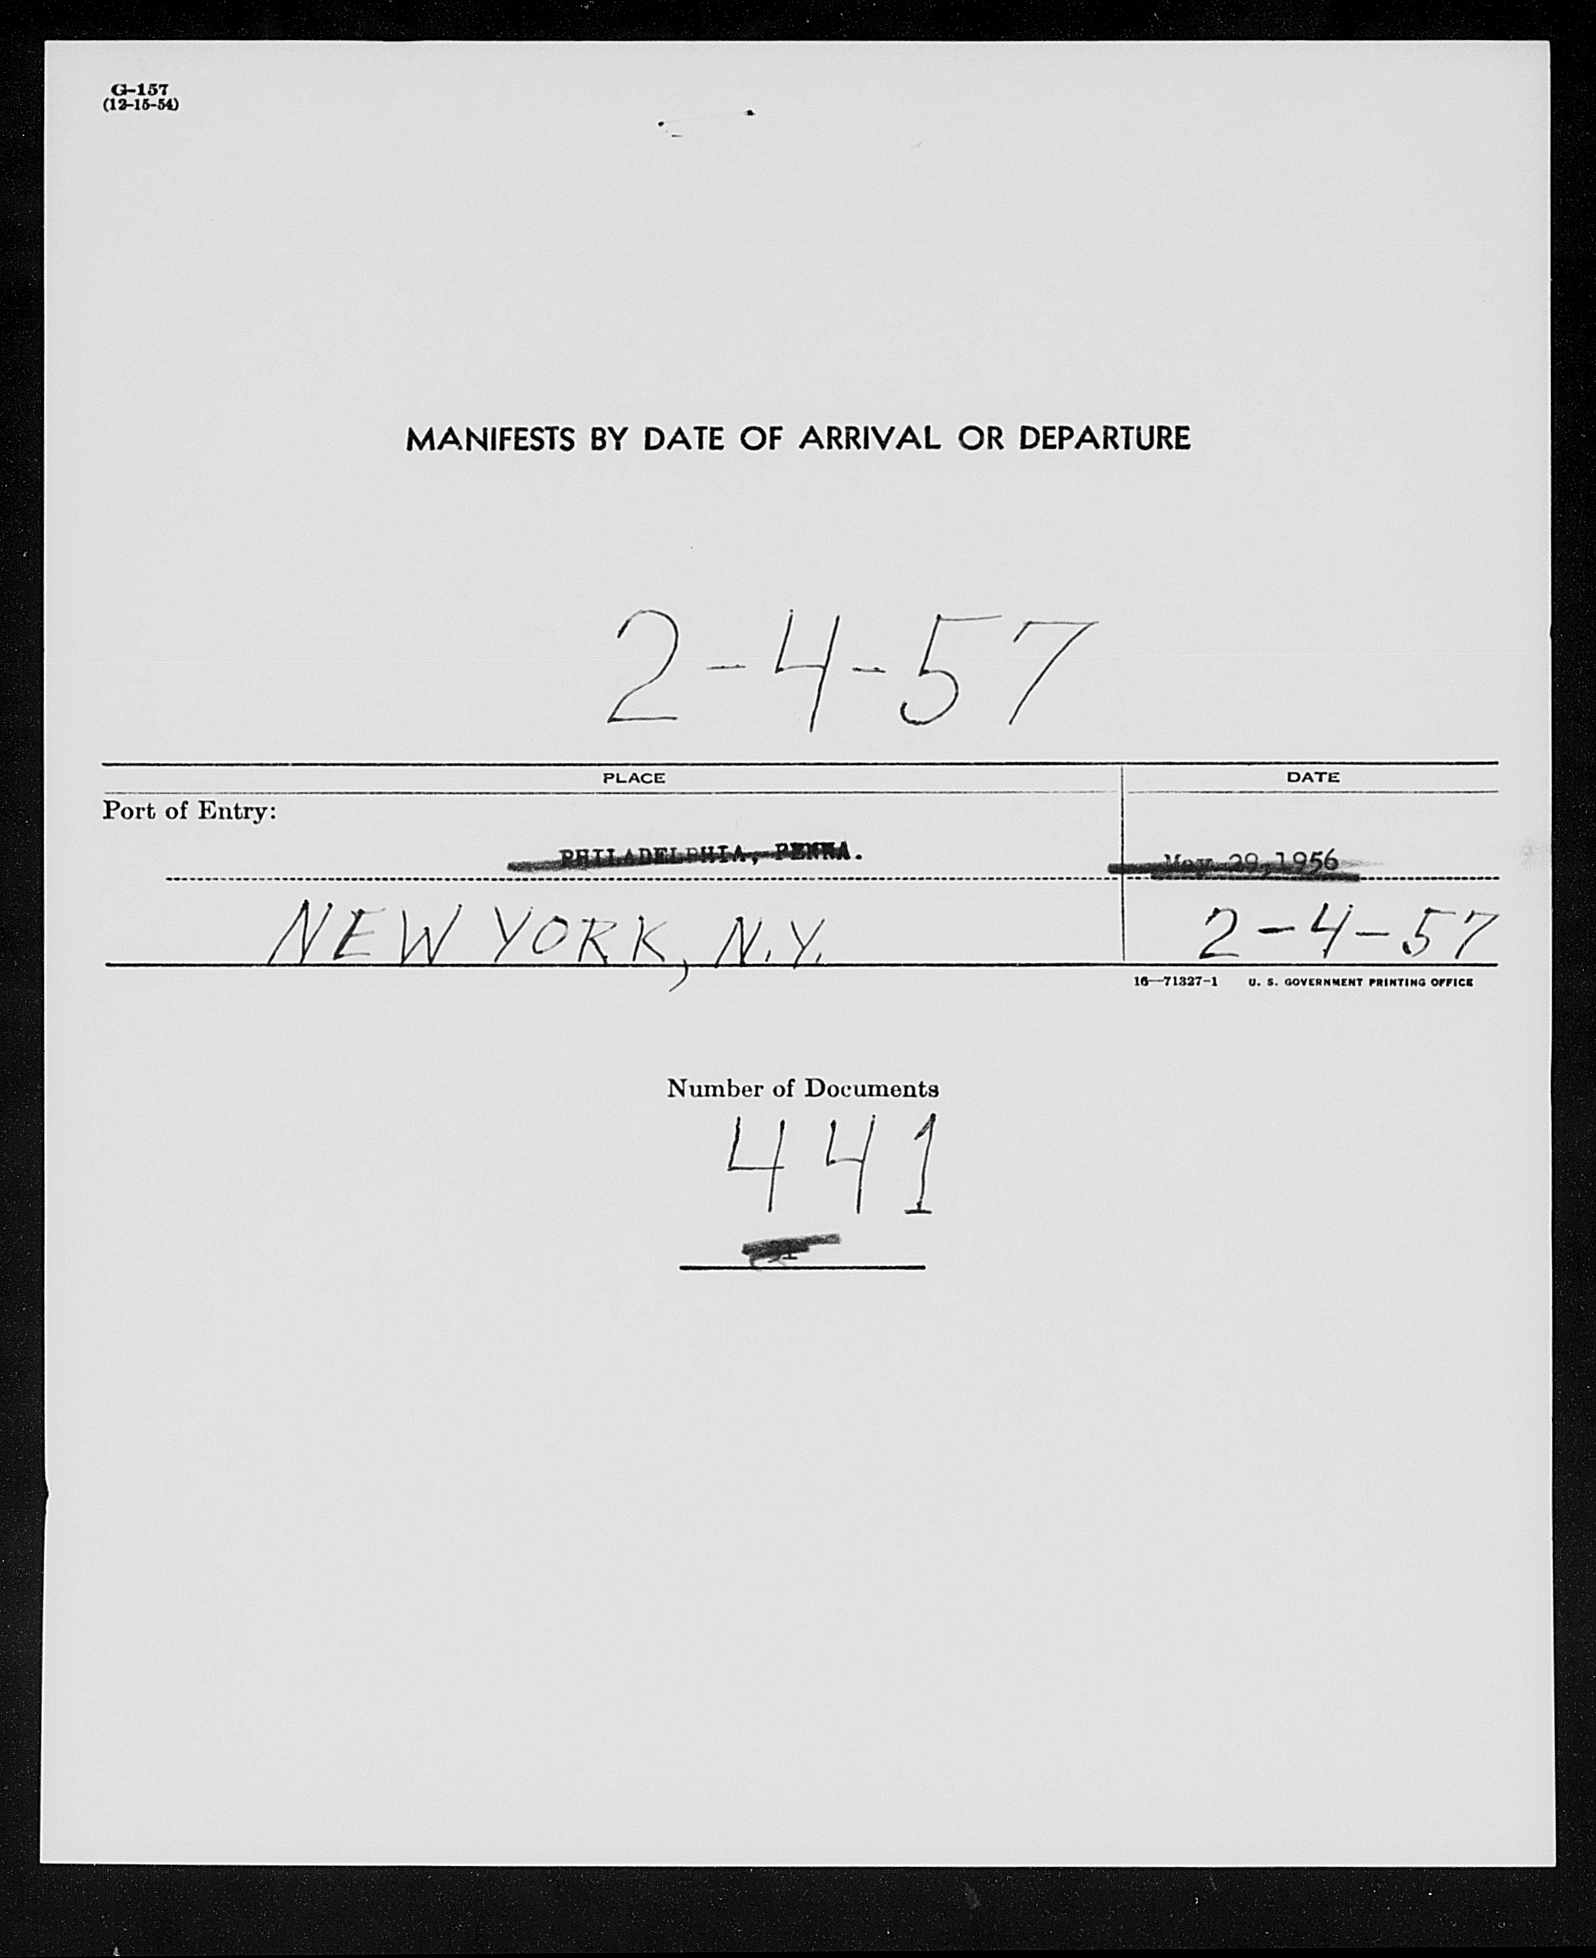 G-157
(12-15-54)
MANIFESTS BY DATE OF ARRIVAL OR DEPARTURE
2-4-57
PLACE DATE
Port of Entry:
PHILADELPHIA, PENNA. May 29, 1956
NEW YORK, N.Y. 2-4-57
16—71327-1 U. S. GOVERNMENT PRINTING OFFICE
Number of Documents
441